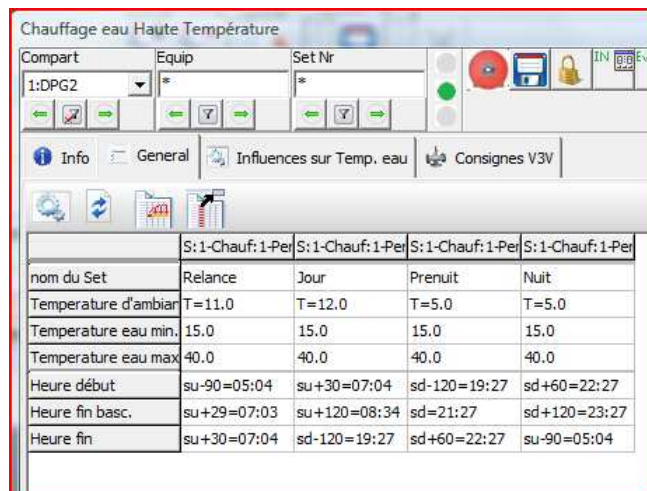 Chauffage eau Haute Température
Compart Equip Set Nr
1:DPG2 * *
IN
Info General Influences sur Temp. eau Consignes V3V
S:1-Chauf:1-Per S:1-Chauf:1-Per S:1-Chauf:1-Per S:1-Chauf:1-Per
nom du Set Relance Jour Prenuit Nuit
Temperature d'ambian T=11.0 T=12.0 T=5.0 T=5.0
Temperature eau min. 15.0 15.0 15.0 15.0
Temperature eau max 40.0 40.0 40.0 40.0
Heure début su-90=05:04 su+30=07:04 sd-120=19:27 sd+60=22:27
Heure fin basc. su+29=07:03 su+120=08:34 sd=21:27 sd+120=23:27
Heure fin su+30=07:04 sd-120=19:27 sd+60=22:27 su-90=05:04